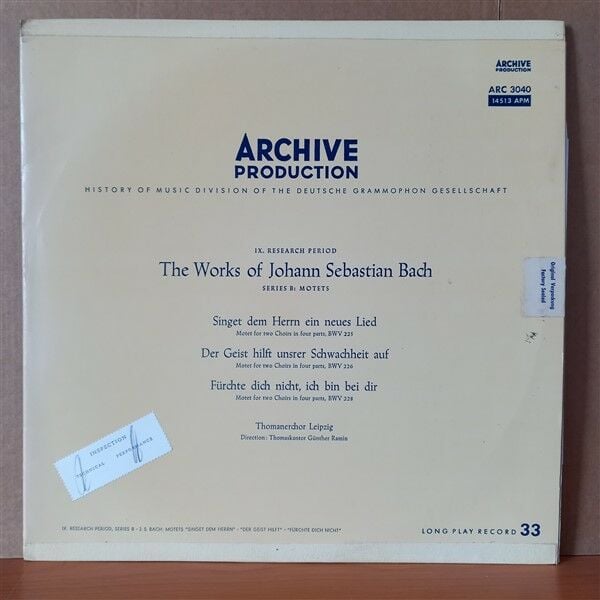 ARCHIVE
PRODUCTION
ARC 3040
14513 APM
ARCHIVE
PRODUCTION
HISTORY OF MUSIC DIVISION OF THE DEUTSCHE GRAMMOPHON GESELLSCHAFT
IX. RESEARCH PERIOD
The Works of Johann Sebastian Bach
SERIES B: MOTETS
Original Verpackung
Factory Sealed
Singet dem Herrn ein neues Lied
Motet for two Choirs in four parts, BWV 225
Der Geist hilft unsrer Schwachheit auf
Motet for two Choirs in four parts, BWV 226
Fürchte dich nicht, ich bin bei dir
Motet for two Choirs in four parts, BWV 228
Thomanerchor Leipzig
Direction: Thomaskantor Günther Ramin
INSPECTION
TECHNICAL PERFORMANCE
IX. RESEARCH PERIOD, SERIES B · J. S. BACH: MOTETS "SINGET DEM HERRN" · "DER GEIST HILFT" · "FÜRCHTE DICH NICHT"
LONG PLAY RECORD 33